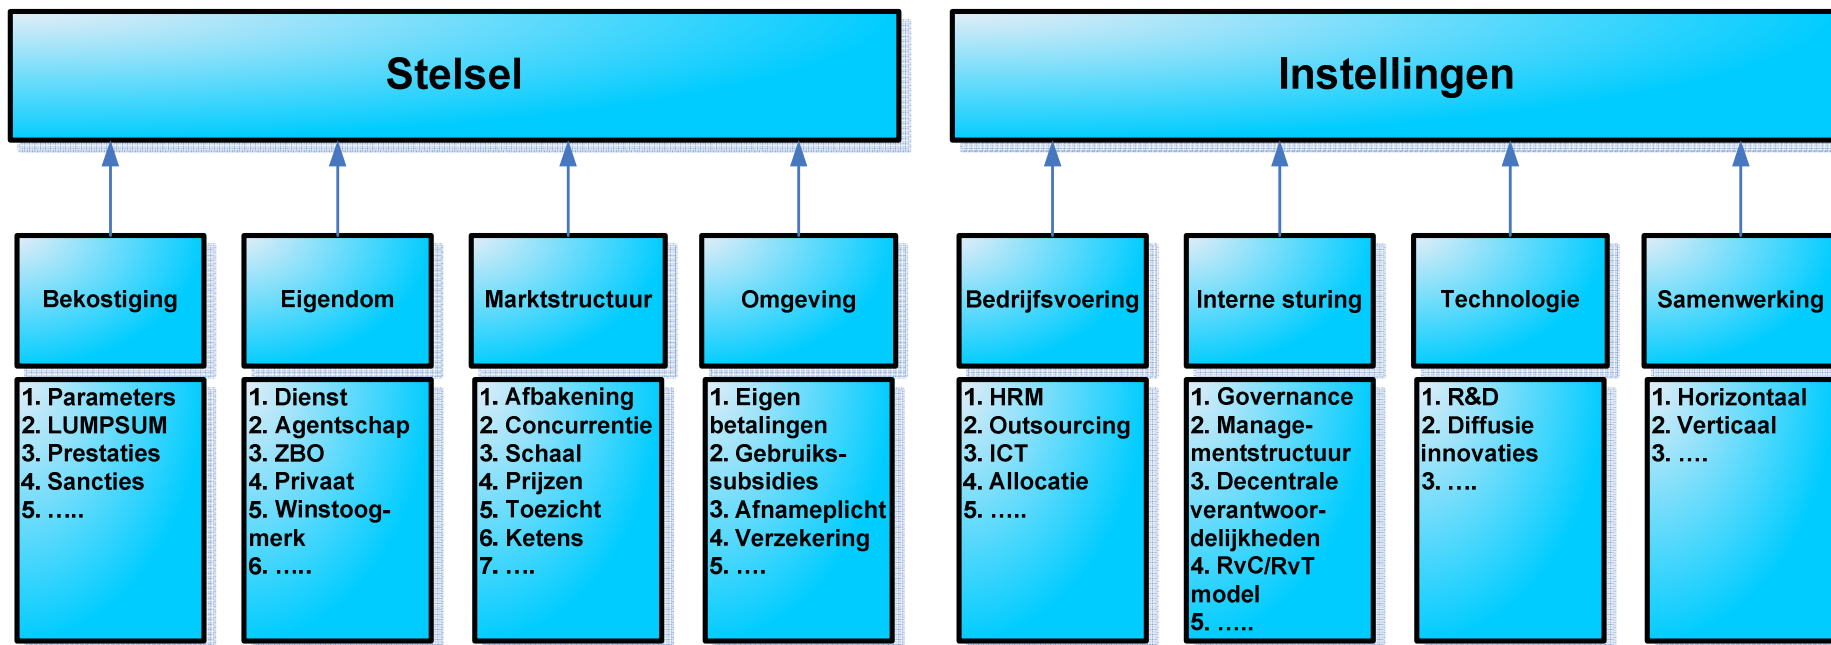 Stelsel
Instellingen
Bekostiging
Eigendom
Marktstructuur
Omgeving
Bedrijfsvoering
Interne sturing
Technologie
Samenwerking
1. Parameters
2. LUMPSUM
3. Prestaties
4. Sancties
5. …..
1. Dienst
2. Agentschap
3. ZBO
4. Privaat
5. Winstoog-
merk
6. …..
1. Afbakening
2. Concurrentie
3. Schaal
4. Prijzen
5. Toezicht
6. Ketens
7. ….
1. Eigen
betalingen
2. Gebruiks-
subsidies
3. Afnameplicht
4. Verzekering
5. ….
1. HRM
2. Outsourcing
3. ICT
4. Allocatie
5. …..
1. Governance
2. Manage-
mentstructuur
3. Decentrale
verantwoor-
delijkheden
4. RvC/RvT
model
5. …..
1. R&D
2. Diffusie
innovaties
3. ….
1. Horizontaal
2. Verticaal
3. ….